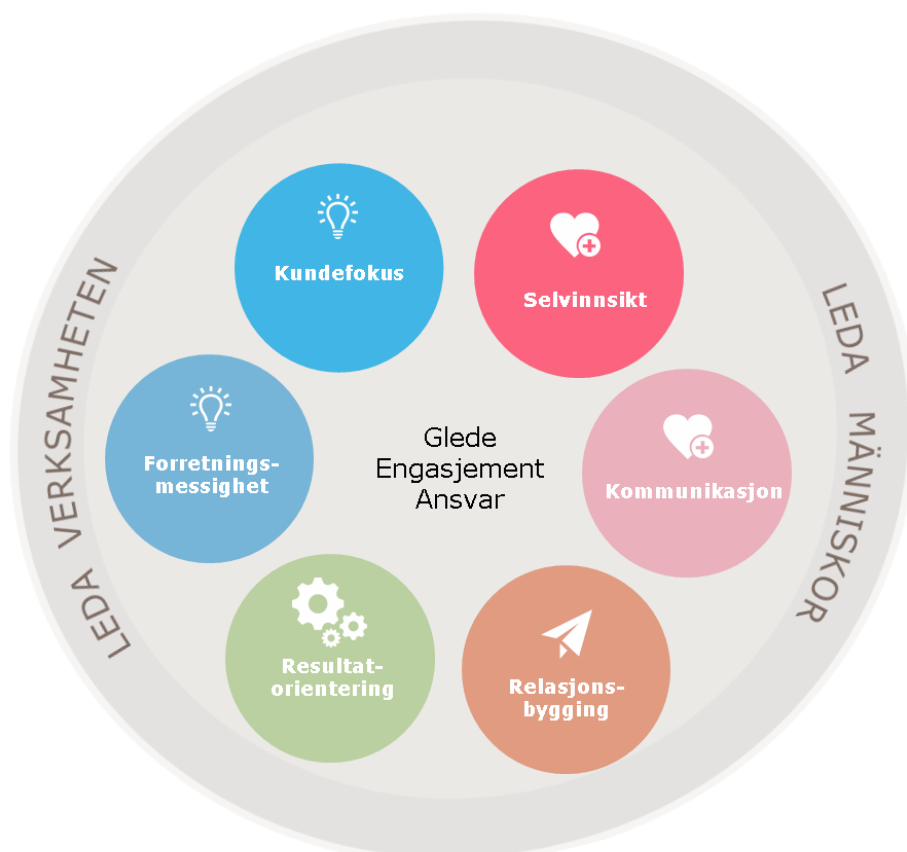 Kundefokus
Selvinnsikt
LEDA VERKSAMHETEN
LEDA MÄNNISKOR
Forretnings-
messighet
Glede
Engasjement
Ansvar
Kommunikasjon
Resultat-
orientering
Relasjons-
bygging